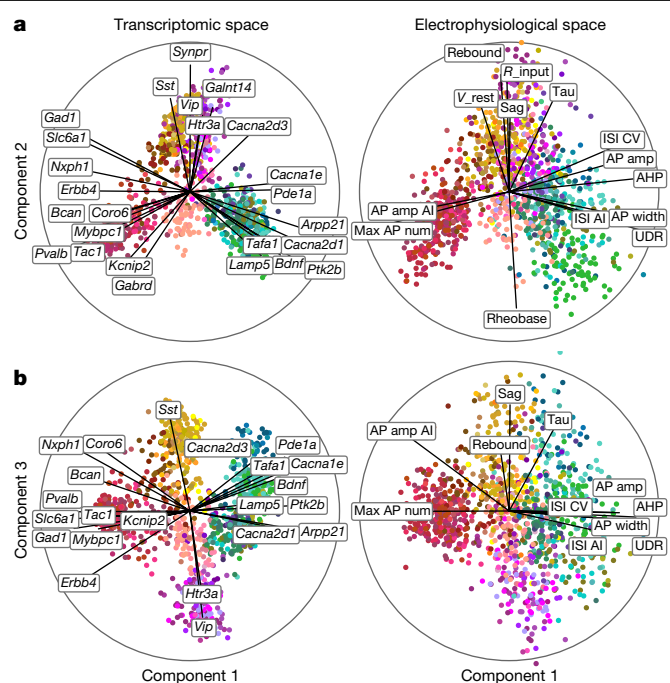 a
Transcriptomic space
Electrophysiological space
Synpr
Sst
Galnt14
Vip
Gad1
Slc6a1
Htr3a
Cacna2d3
Nxph1
Cacna1e
Erbb4
Pde1a
Bcan
Coro6
Mybpc1
Arpp21
Pvalb
Tac1
Tafa1
Cacna2d1
Kcnip2
Lamp5
Bdnf
Ptk2b
Gabrd
Component 2
Rebound
R_input
V_rest
Tau
Sag
ISI CV
AP amp
AHP
AP amp AI
ISI AI
AP width
Max AP num
UDR
Rheobase
b
Sst
Nxph1
Coro6
Cacna2d3
Pde1a
Bcan
Tafa1
Cacna1e
Bdnf
Pvalb
Slc6a1
Tac1
Kcnip2
Lamp5
Ptk2b
Gad1
Mybpc1
Cacna2d1
Arpp21
Erbb4
Htr3a
Vip
Component 3
Component 1
Sag
AP amp AI
Tau
Rebound
AP amp
Max AP num
ISI CV
AHP
AP width
ISI AI
UDR
Component 1